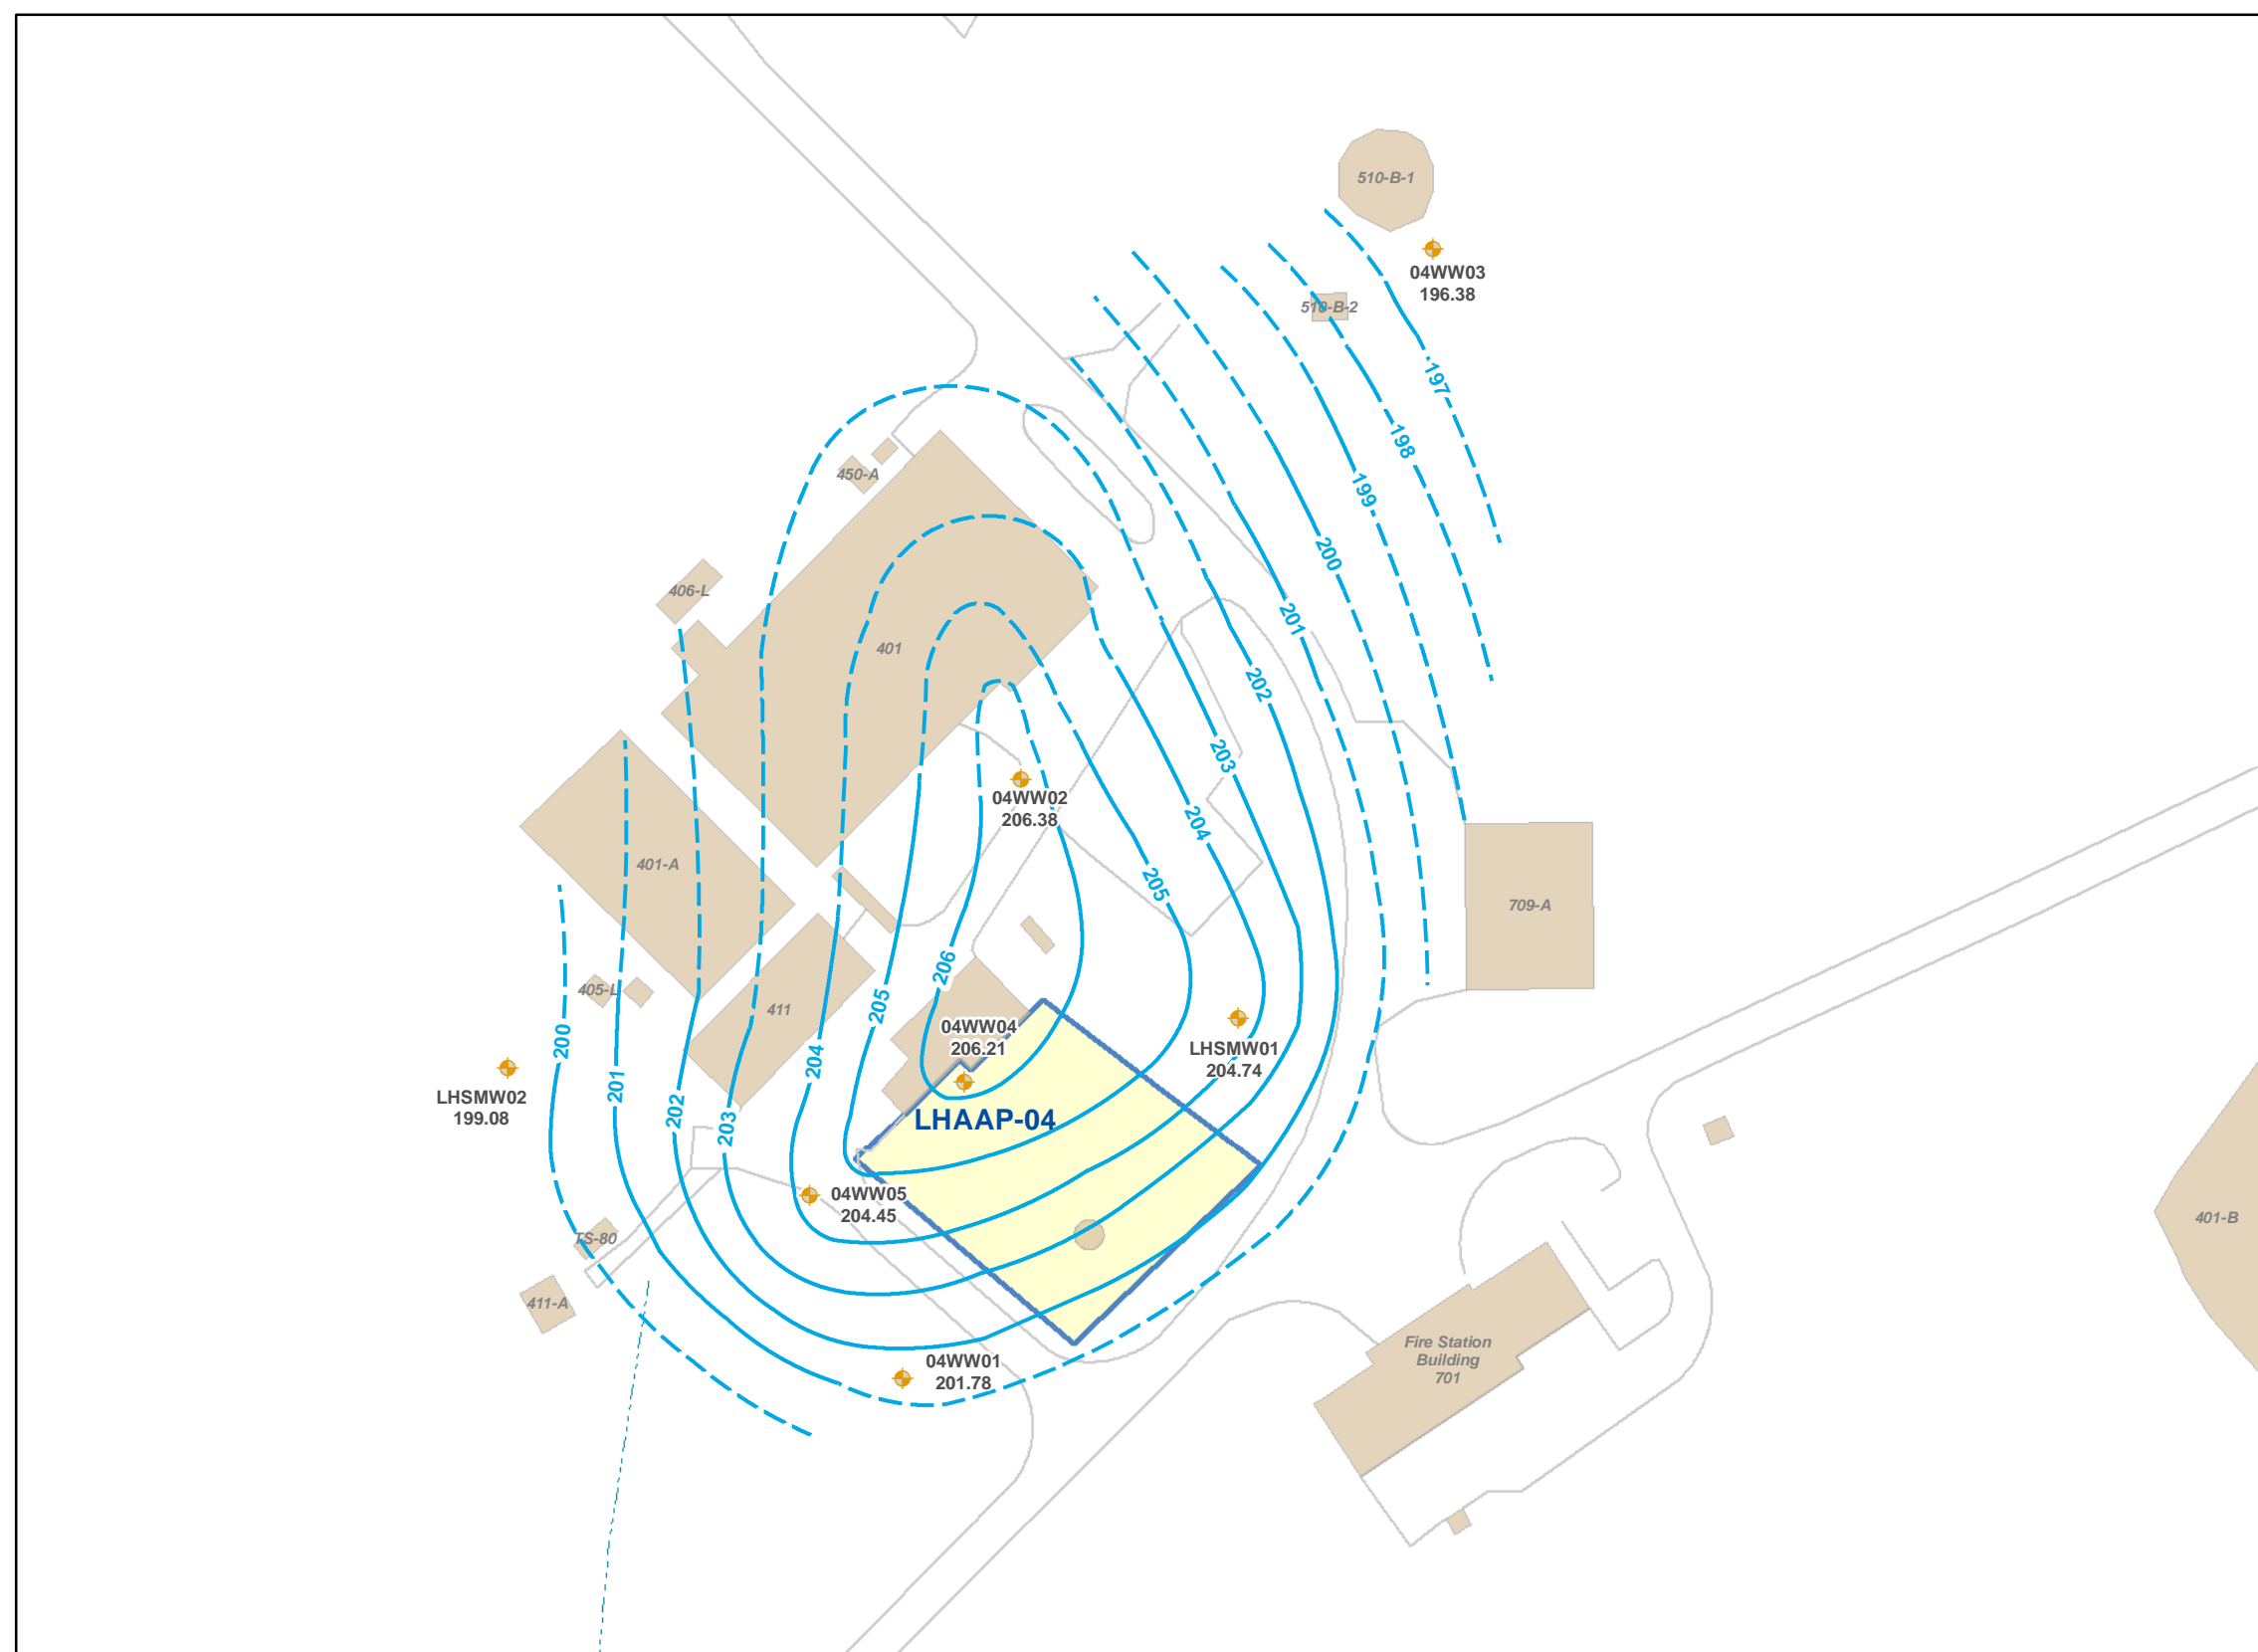 510-B-1
04WW03
196.38
510-B-2
197
198
450-A
199
200
406-L
201
401
202
203
04WW02
206.38
204
401-A
205
709-A
206
405-L
205
411
LHSMW01
204.74
04WW04
206.21
200
204
201
LHSMW02
199.08
202
203
LHAAP-04
04WW05
204.45
401-B
TS-80
411-A
Fire Station
Building
701
04WW01
201.78